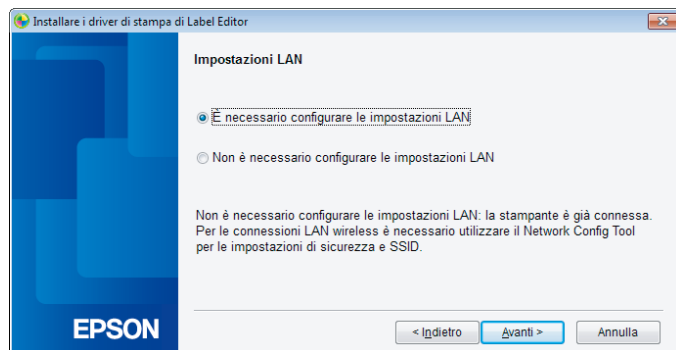 Installare i driver di stampa di Label Editor
Impostazioni LAN
È necessario configurare le impostazioni LAN
Non è necessario configurare le impostazioni LAN
Non è necessario configurare le impostazioni LAN: la stampante è già connessa.
Per le connessioni LAN wireless è necessario utilizzare il Network Config Tool
per le impostazioni di sicurezza e SSID.
EPSON
< Indietro
Avanti >
Annulla